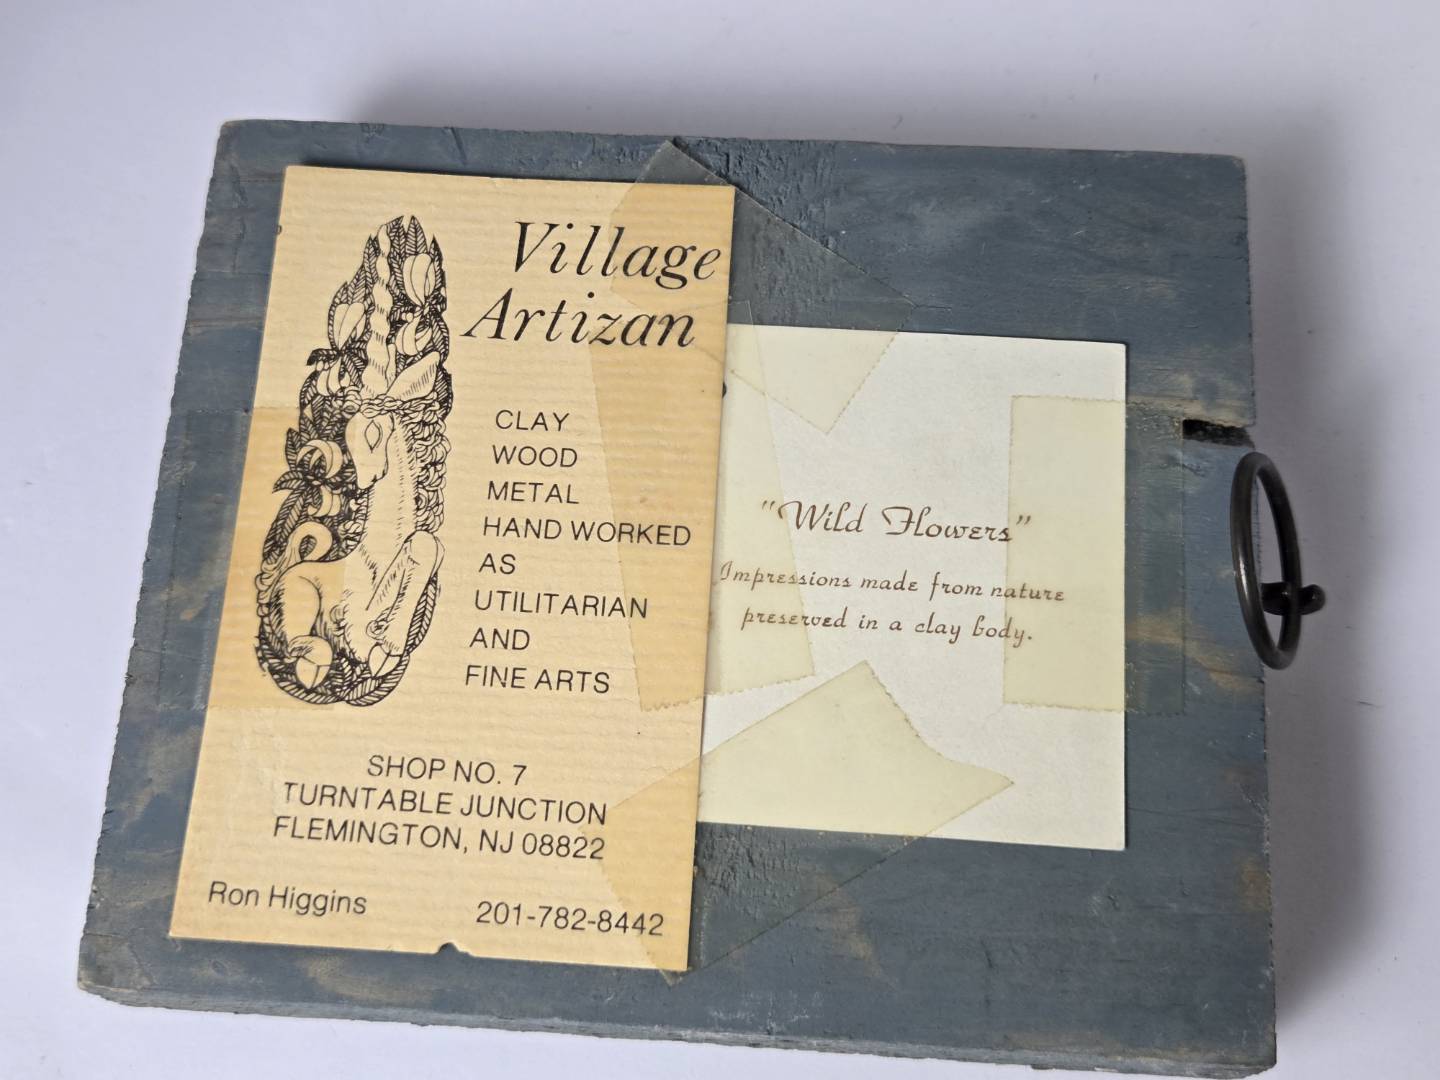 Village
Artizan
CLAY
WOOD
METAL
HAND WORKED
AS
UTILITARIAN
AND
FINE ARTS
SHOP NO. 7
TURNTABLE JUNCTION
FLEMINGTON, NJ 08822
Ron Higgins 201-782-8442
"Wild Flowers"
Impressions made from nature
preserved in a clay body.